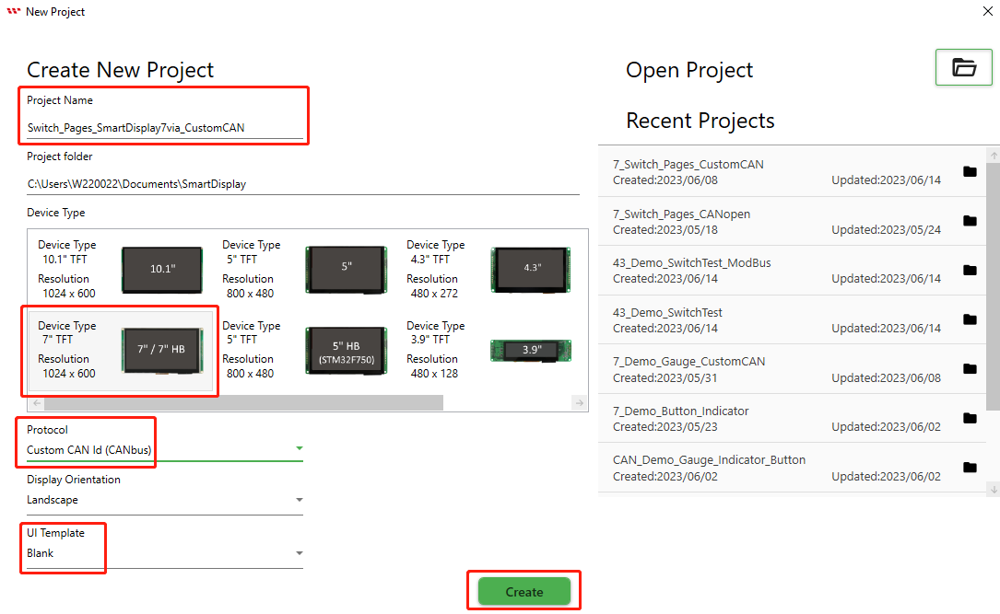 New Project
Create New Project
Project Name
Switch_Pages_SmartDisplay7via_CustomCAN
Project folder
C:\Users\W220022\Documents\SmartDisplay
Device Type
Device Type
10.1" TFT
Resolution
1024 x 600
10.1"
Device Type
5" TFT
Resolution
800 x 480
5"
Device Type
4.3" TFT
Resolution
480 x 272
4.3"
Device Type
7" TFT
Resolution
1024 x 600
7" / 7" HB
Device Type
5" TFT
Resolution
800 x 480
5" HB
(STM32F750)
Device Type
3.9" TFT
Resolution
480 x 128
3.9"
Protocol
Custom CAN Id (CANbus)
Display Orientation
Landscape
UI Template
Blank
Create
Open Project
Recent Projects
7_Switch_Pages_CustomCAN
Created:2023/06/08 Updated:2023/06/14
7_Switch_Pages_CANopen
Created:2023/05/18 Updated:2023/05/24
43_Demo_SwitchTest_ModBus
Created:2023/06/14 Updated:2023/06/14
43_Demo_SwitchTest
Created:2023/06/14 Updated:2023/06/14
7_Demo_Gauge_CustomCAN
Created:2023/05/31 Updated:2023/06/08
7_Demo_Button_Indicator
Created:2023/05/23 Updated:2023/06/02
CAN_Demo_Gauge_Indicator_Button
Created:2023/06/02 Updated:2023/06/02